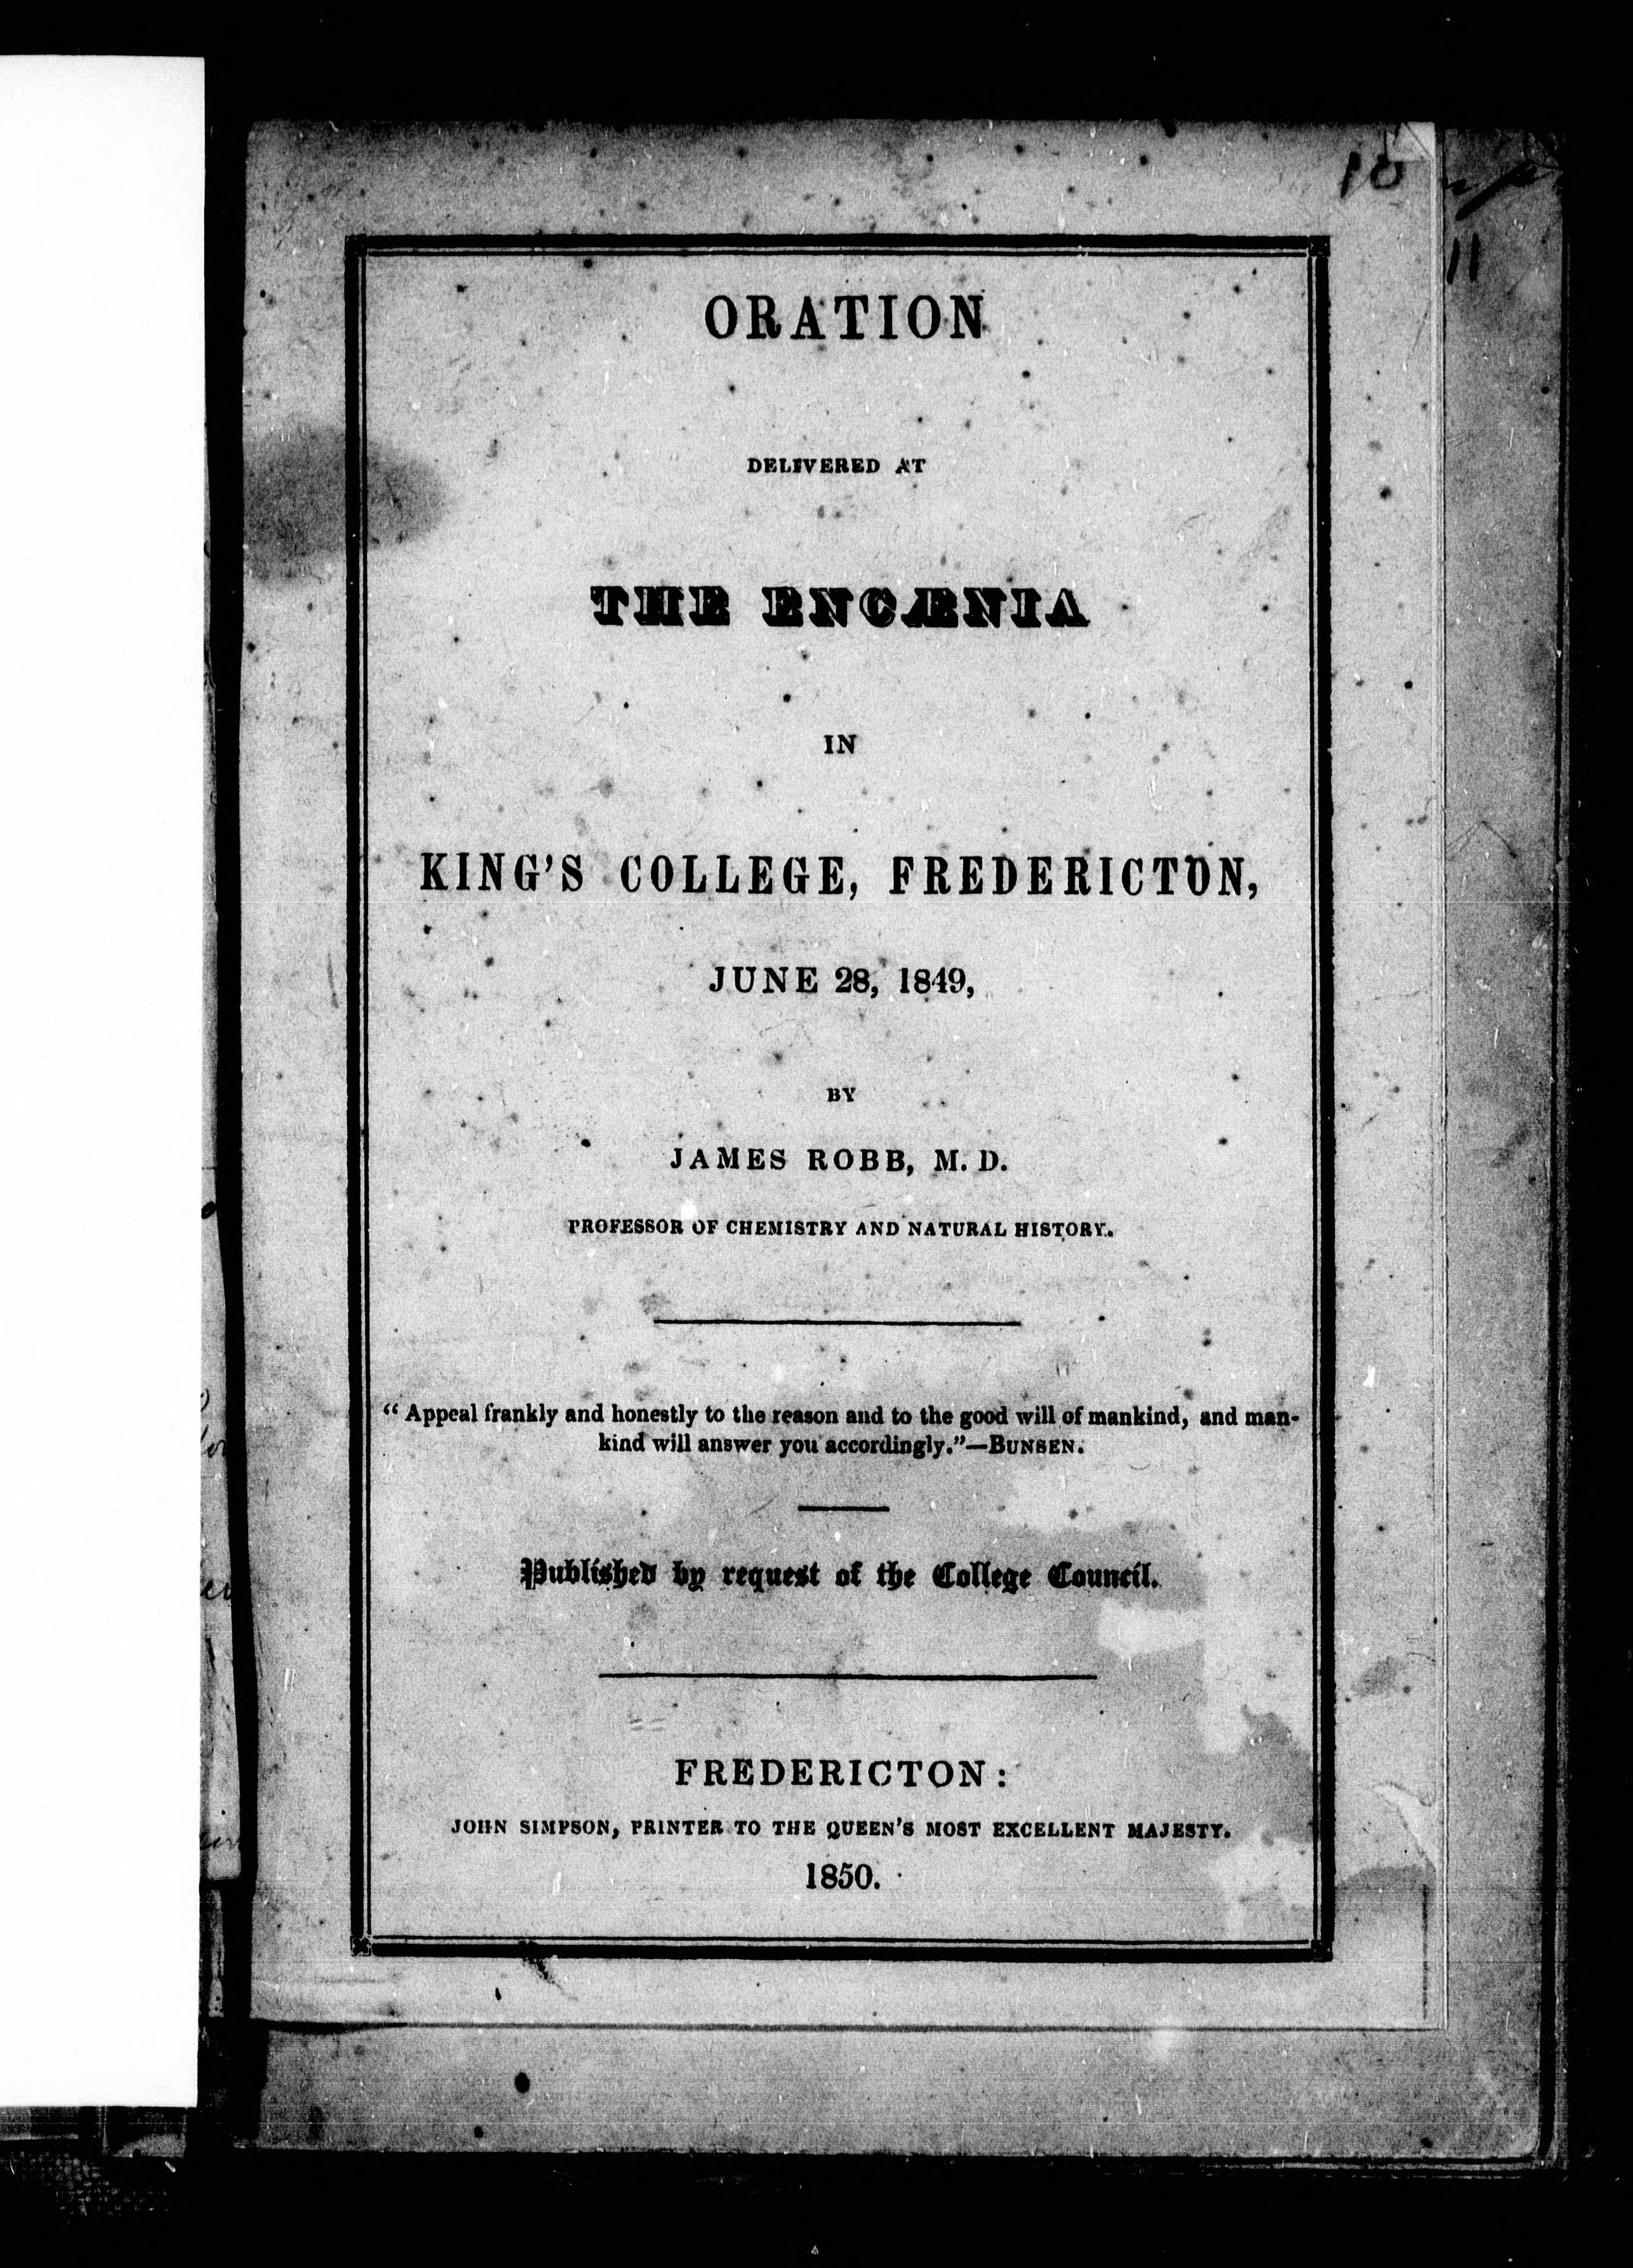 10
11
ORATION
DELIVERED AT
THE ENCÆNIA
IN
KING'S COLLEGE, FREDERICTON,
JUNE 28, 1849,
BY
JAMES ROBB, M. D.
PROFESSOR OF CHEMISTRY AND NATURAL HISTORY.
“Appeal frankly and honestly to the reason and to the good will of mankind, and man-
kind will answer you accordingly.”—BUNSEN.
Published by request of the College Council.
FREDERICTON:
JOHN SIMPSON, PRINTER TO THE QUEEN'S MOST EXCELLENT MAJESTY.
1850.